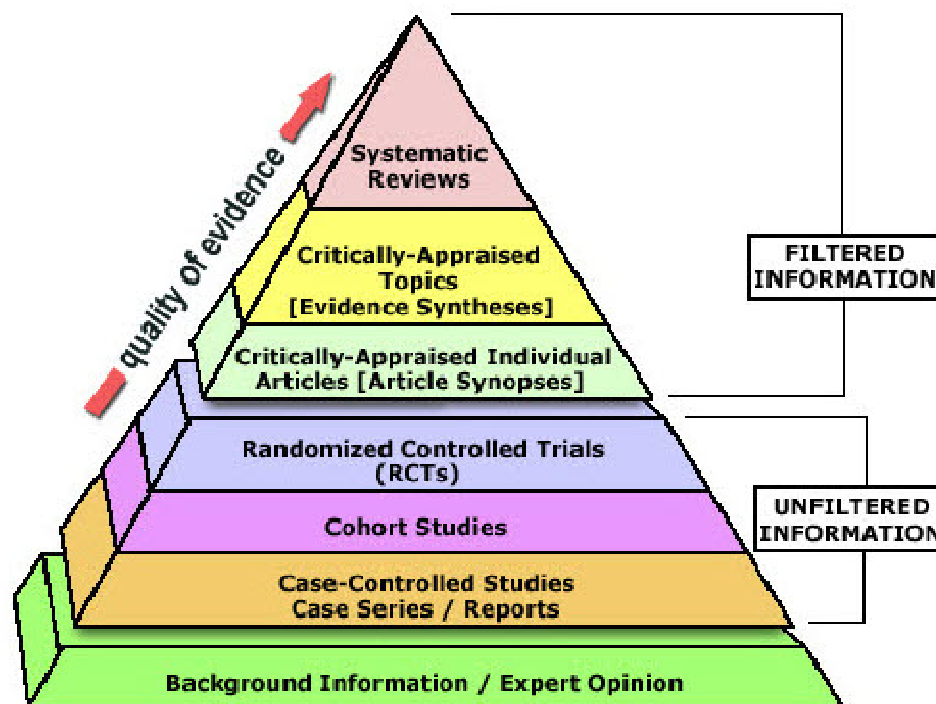 quality of evidence
Systematic
Reviews
Critically-Appraised
Topics
[Evidence Syntheses]
Critically-Appraised Individual
Articles [Article Synopses]
FILTERED
INFORMATION
Randomized Controlled Trials
(RCTs)
Cohort Studies
Case-Controlled Studies
Case Series / Reports
UNFILTERED
INFORMATION
Background Information / Expert Opinion